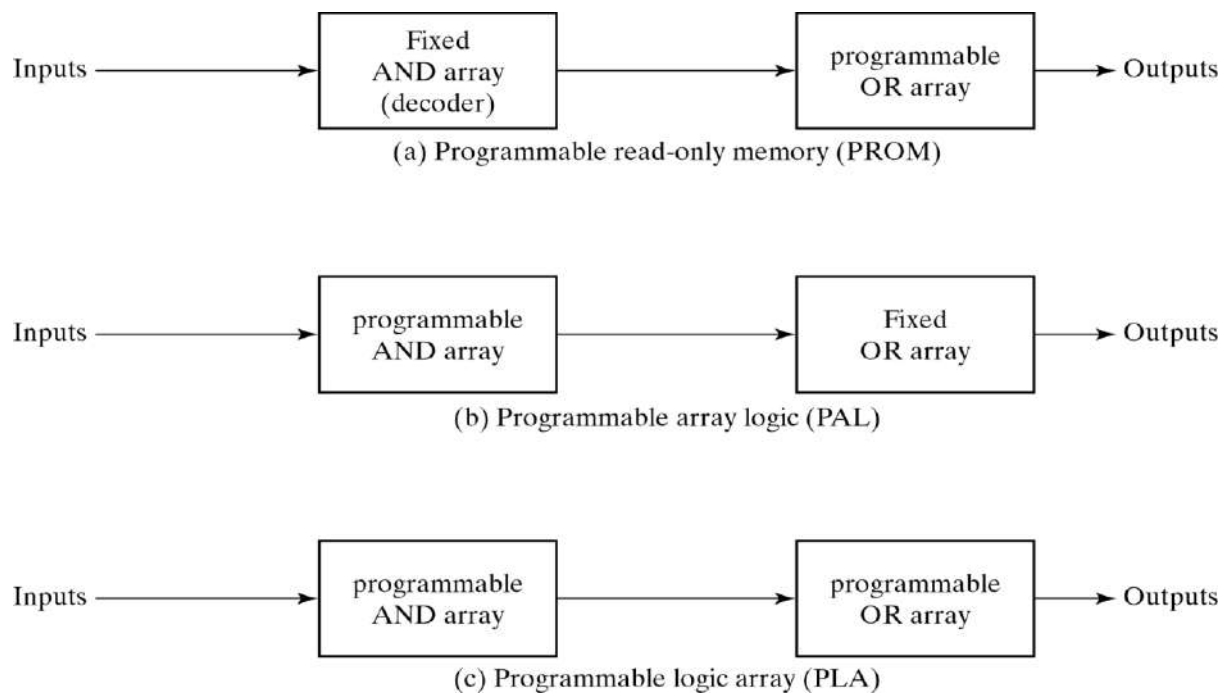 Inputs
Fixed
AND array
(decoder)
programmable
OR array
Outputs
(a) Programmable read-only memory (PROM)
Inputs
programmable
AND array
Fixed
OR array
Outputs
(b) Programmable array logic (PAL)
Inputs
programmable
AND array
programmable
OR array
Outputs
(c) Programmable logic array (PLA)